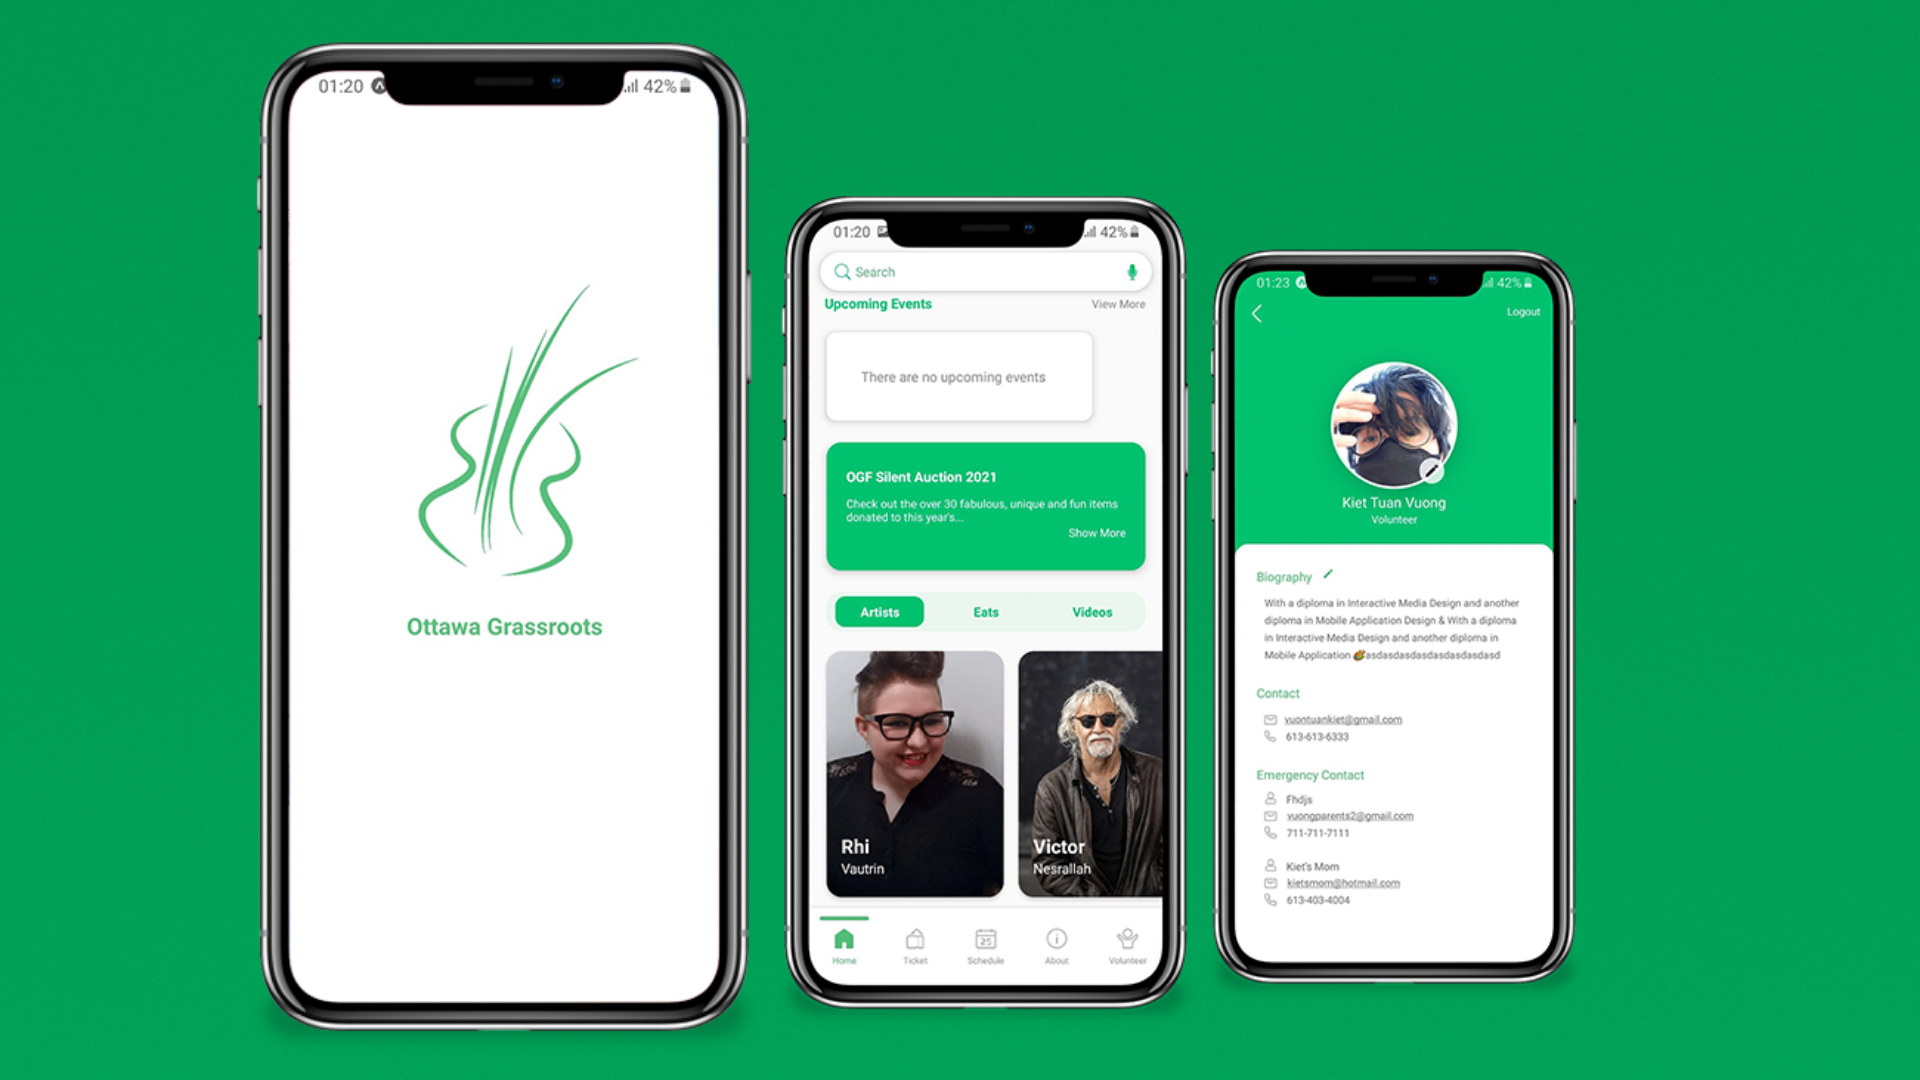 01:20
42%
Ottawa Grassroots
01:20
42%
Search
Upcoming Events
View More
There are no upcoming events
OGF Silent Auction 2021
Check out the over 30 fabulous, unique and fun items
donated to this year's...
Show More
Artists
Eats
Videos
Rhi
Vautrin
Victor
Nesrallah
25
Home
Ticket
Schedule
About
Volunteer
01:23
42%
Logout
Kiet Tuan Vuong
Volunteer
Biography
With a diploma in Interactive Media Design and another
diploma in Mobile Application Design & With a diploma
in Interactive Media Design and another diploma in
Mobile Application 🎨asdasdasdasdasdasdasdasd
Contact
vuontuankiet@gmail.com
613-613-6333
Emergency Contact
Fhdjs
vuongparents2@gmail.com
711-711-7111
Kiet's Mom
kietsmom@hotmail.com
613-403-4004